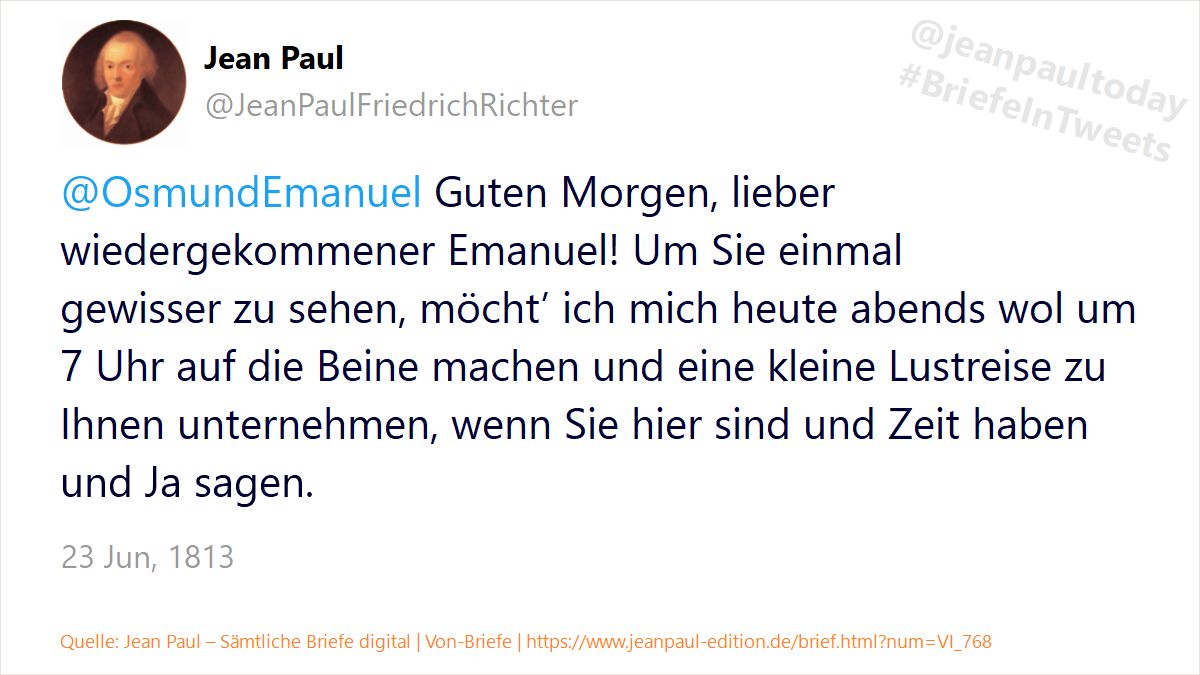 Jean Paul
@JeanPaulFriedrichRichter
@jeanpaultoday
#BriefeInTweets
@OsmundEmanuel Guten Morgen, lieber
wiedergekommener Emanuel! Um Sie einmal
gewisser zu sehen, möcht’ ich mich heute abends wol um
7 Uhr auf die Beine machen und eine kleine Lustreise zu
Ihnen unternehmen, wenn Sie hier sind und Zeit haben
und Ja sagen.
23 Jun, 1813
Quelle: Jean Paul – Sämtliche Briefe digital | Von-Briefe | https://www.jeanpaul-edition.de/brief.html?num=VI_768